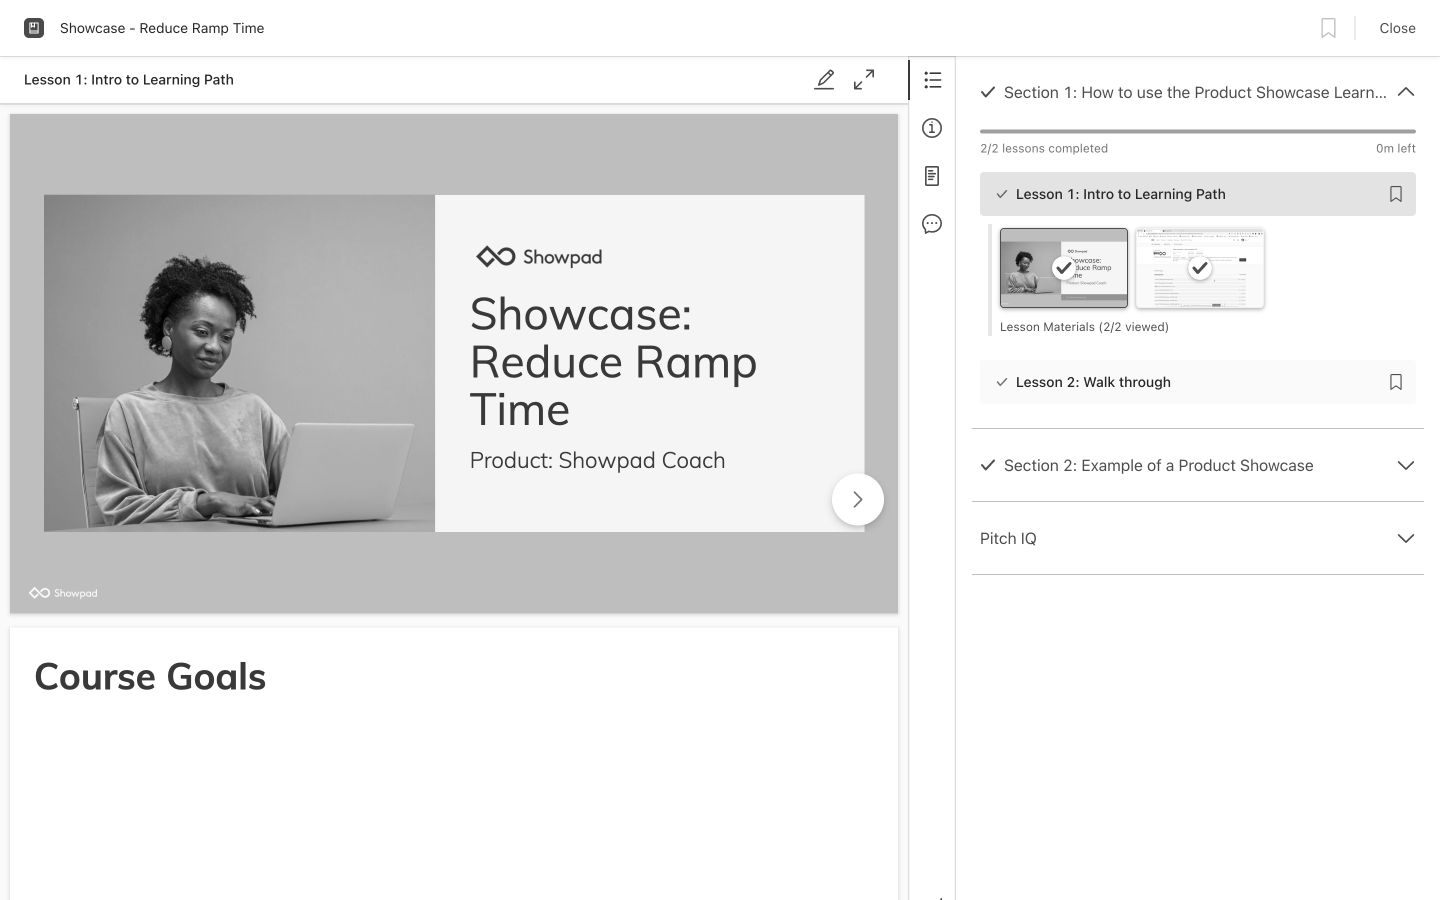 Showcase - Reduce Ramp Time
Close
Lesson 1: Intro to Learning Path
Showpad
Showcase:
Reduce Ramp
Time
Product: Showpad Coach
Showpad
Course Goals
Section 1: How to use the Product Showcase Learn...
2/2 lessons completed
0m left
Lesson 1: Intro to Learning Path
Lesson Materials (2/2 viewed)
Lesson 2: Walk through
Section 2: Example of a Product Showcase
Pitch IQ